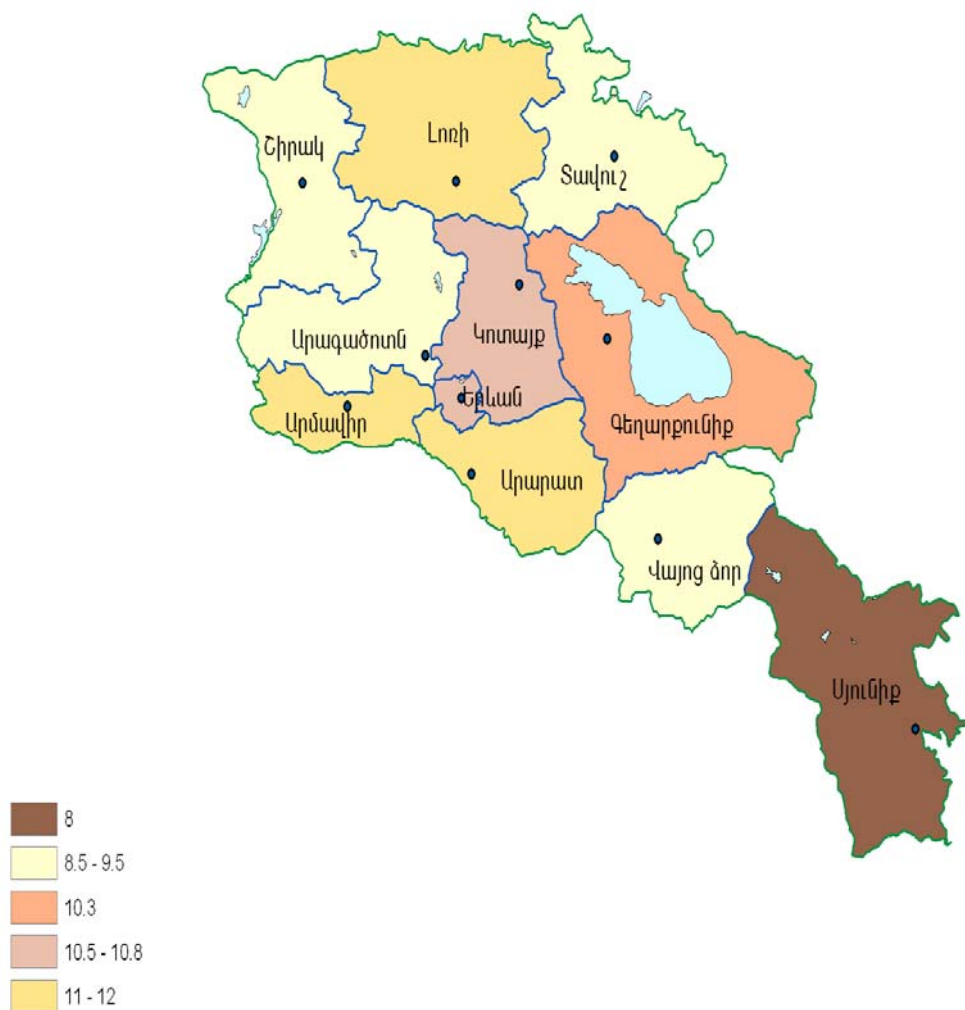 Շիրակ
Լոռի
Տավուշ
Արագածոտն
Կոտայք
Երևան
Արմավիր
Գեղարքունիք
Արարատ
Վայոց ձոր
Սյունիք
8
8.5 - 9.5
10.3
10.5 - 10.8
11 - 12